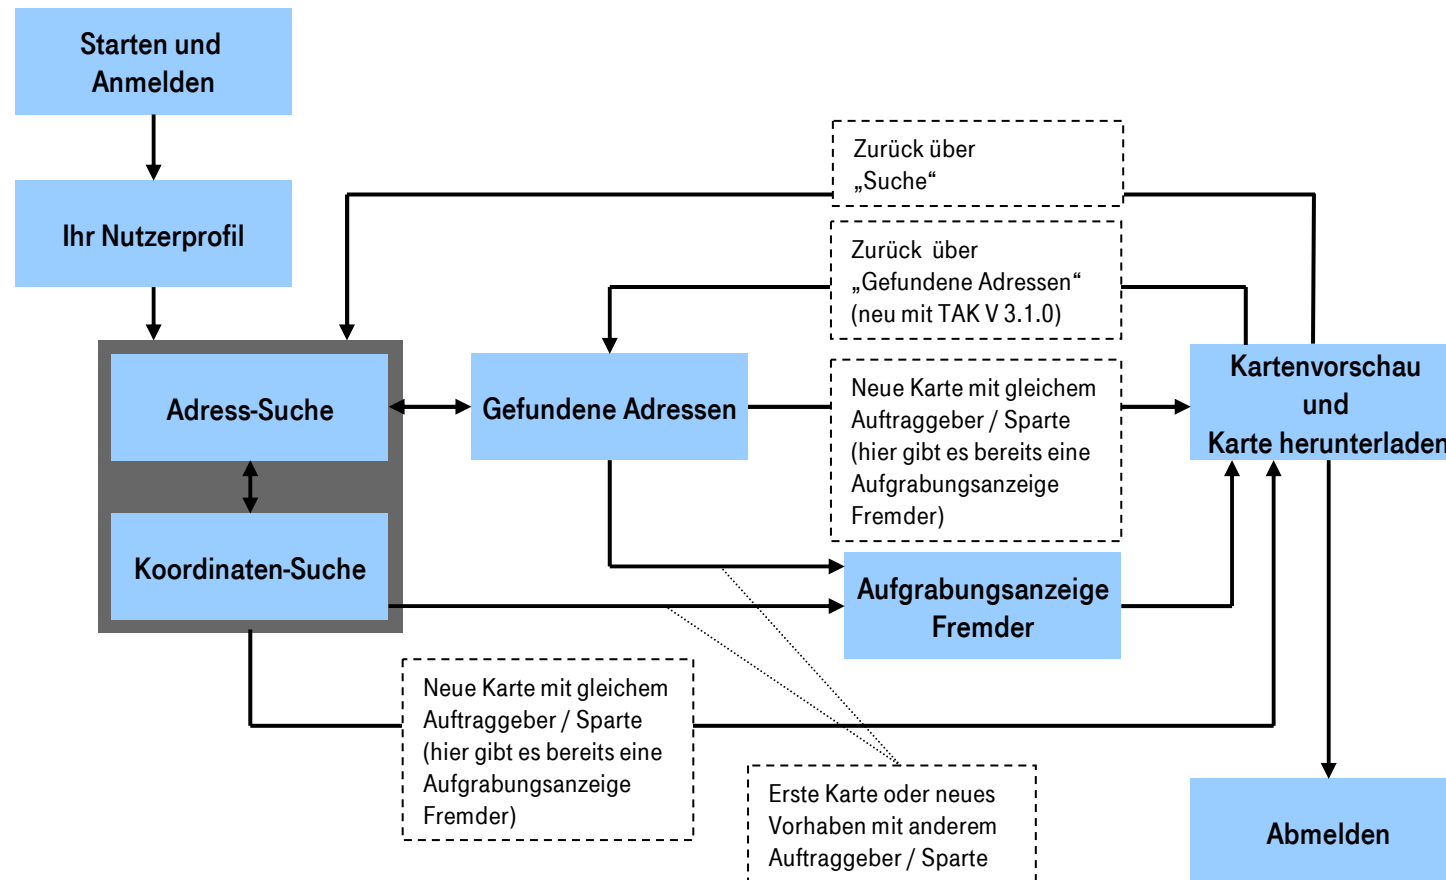 Starten und
Anmelden
Zurück über
„Suche“
Ihr Nutzerprofil
Zurück über
„Gefundene Adressen“
(neu mit TAK V 3.1.0)
Adress-Suche
Gefundene Adressen
Neue Karte mit gleichem
Auftraggeber / Sparte
(hier gibt es bereits eine
Aufgrabungsanzeige
Fremder)
Kartenvorschau
und
Karte herunterladen
Koordinaten-Suche
Aufgrabungsanzeige
Fremder
Neue Karte mit gleichem
Auftraggeber / Sparte
(hier gibt es bereits eine
Aufgrabungsanzeige
Fremder)
Erste Karte oder neues
Vorhaben mit anderem
Auftraggeber / Sparte
Abmelden